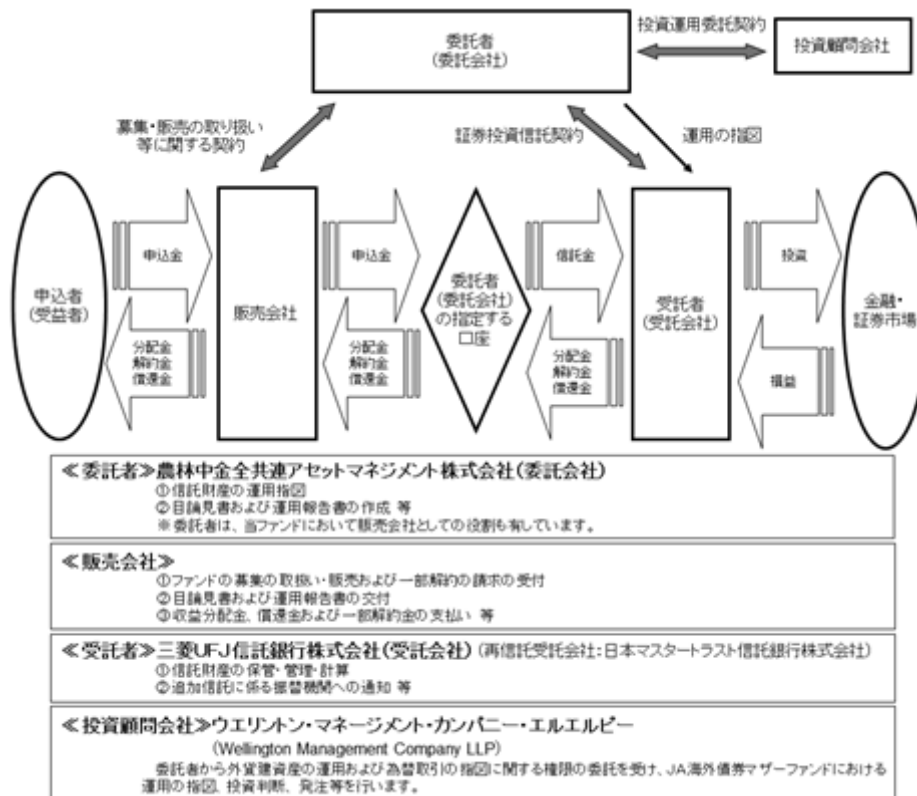 委託者
(委託会社)
投資運用委託契約
投資顧問会社
募集・販売の取り扱い
等に関する契約
証券投資信託契約
運用の指図
申込者
(受益者)
申込金
分配金
解約金
償還金
販売会社
申込金
分配金
解約金
償還金
委託者
(委託会社)
の指定する
口座
信託金
分配金
解約金
償還金
受託者
(受託会社)
投資
損益
金融・
証券市場
≪委託者≫農林中金全共連アセットマネジメント株式会社(委託会社)
①信託財産の運用指図
②目論見書および運用報告書の作成 等
※委託者は、当ファンドにおいて販売会社としての役割も有しています。
≪販売会社≫
①ファンドの募集の取扱い・販売および一部解約の請求の受付
②目論見書および運用報告書の交付
③収益分配金、償還金および一部解約金の支払い 等
≪受託者≫三菱UFJ信託銀行株式会社(受託会社) (再信託受託会社:日本マスタートラスト信託銀行株式会社)
①信託財産の保管・管理・計算
②追加信託に係る振替機関への通知 等
≪投資顧問会社≫ウエリントン・マネージメント・カンパニー・エルエルピー
(Wellington Management Company LLP)
委託者から外貨建資産の運用および為替取引の指図に関する権限の委託を受け、JA海外債券マザーファンドにおける
運用の指図、投資判断、発注等を行います。